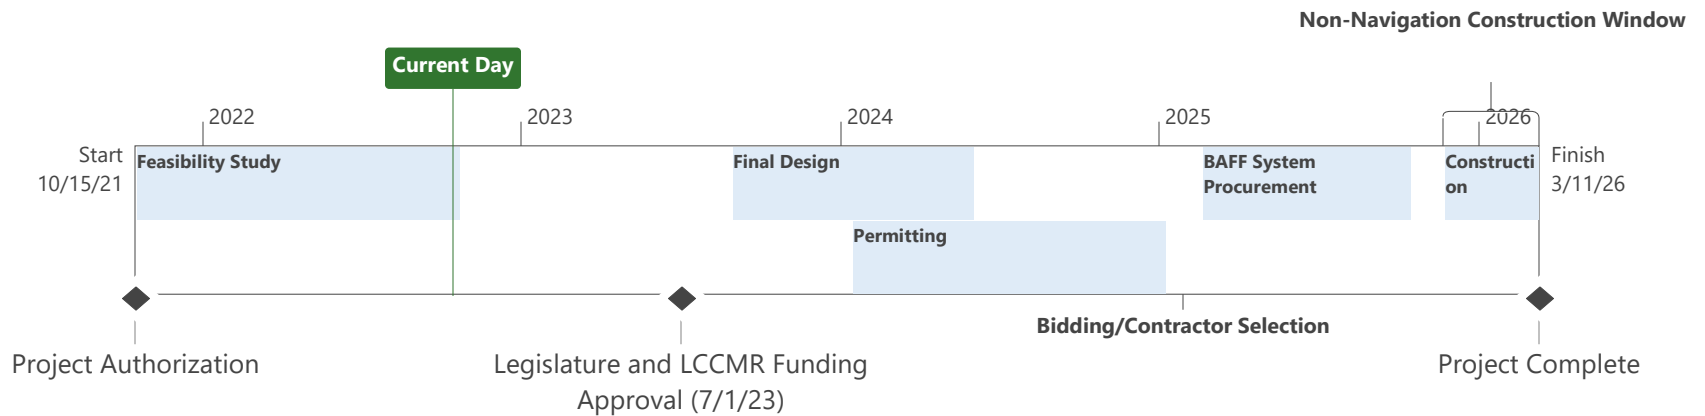 Non-Navigation Construction Window
Current Day
2022
2023
2024
2025
2026
Start
10/15/21
Feasibility Study
Final Design
BAFF System
Procurement
Constructi
on
Finish
3/11/26
Permitting
Bidding/Contractor Selection
Project Authorization
Legislature and LCCMR Funding
Approval (7/1/23)
Project Complete